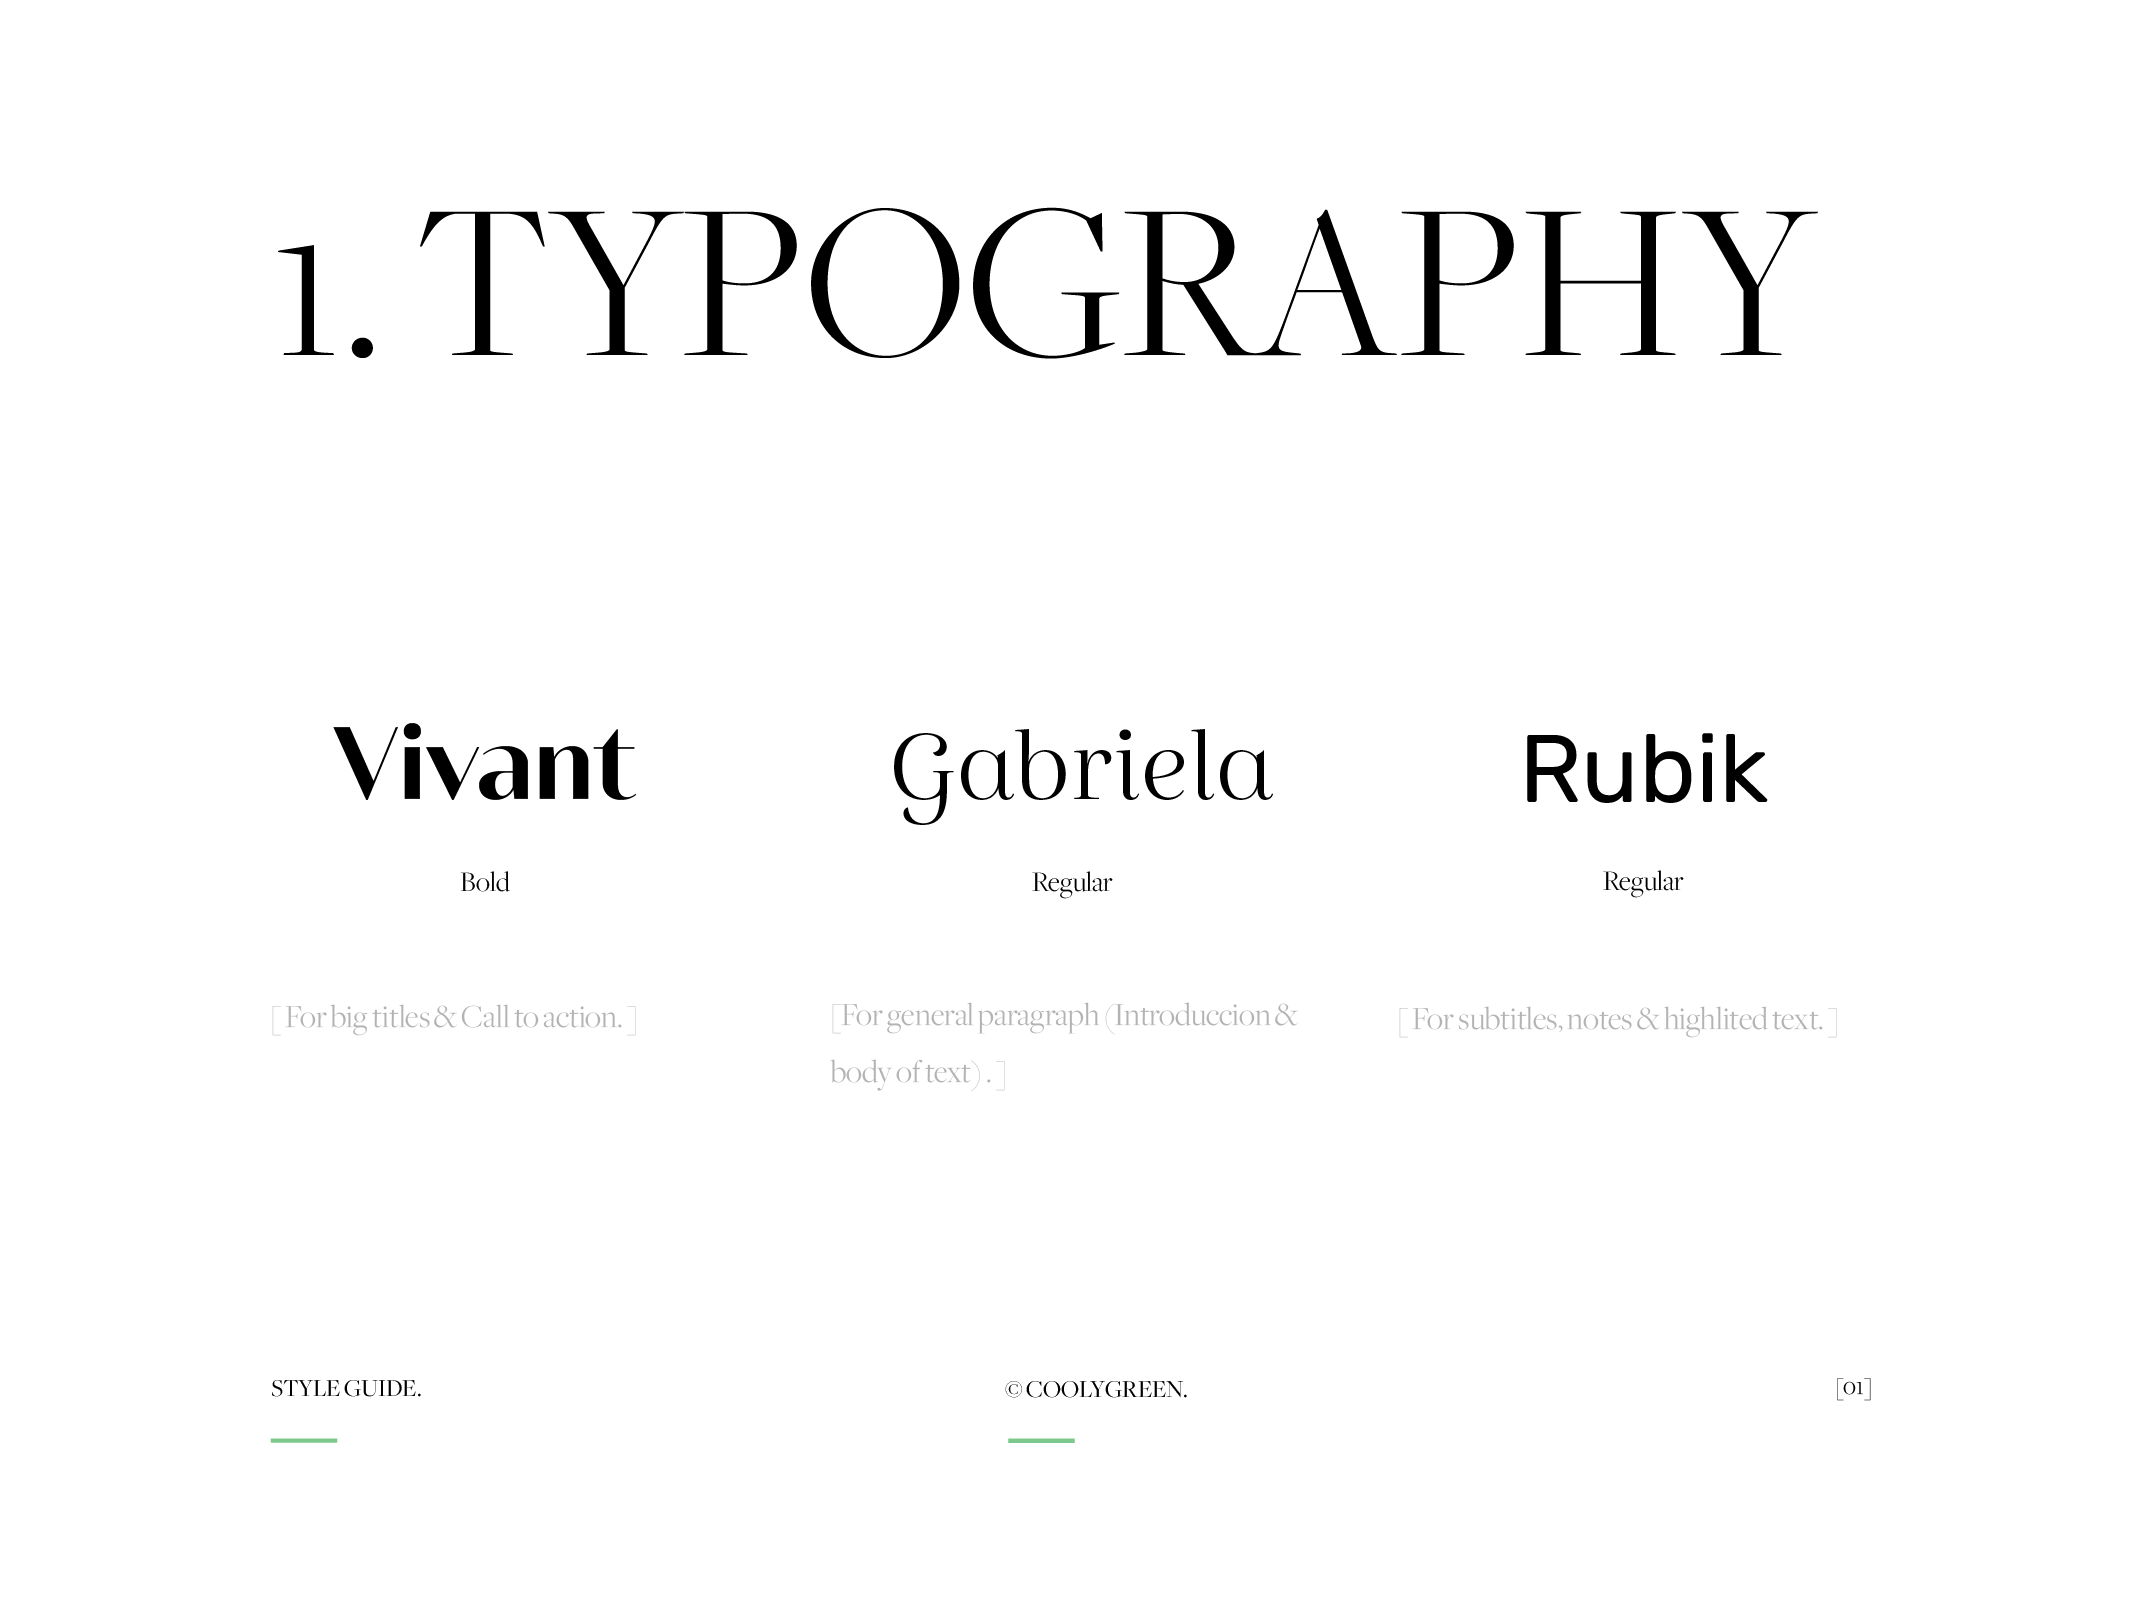 1. TYPOGRAPHY
Vivant
Gabriela
Rubik
Bold
Regular
Regular
[ For big titles & Call to action. ]
[For general paragraph (Introduccion &
body of text) . ]
[ For subtitles, notes & highlited text. ]
STYLE GUIDE.
© COOLYGREEN.
[01]